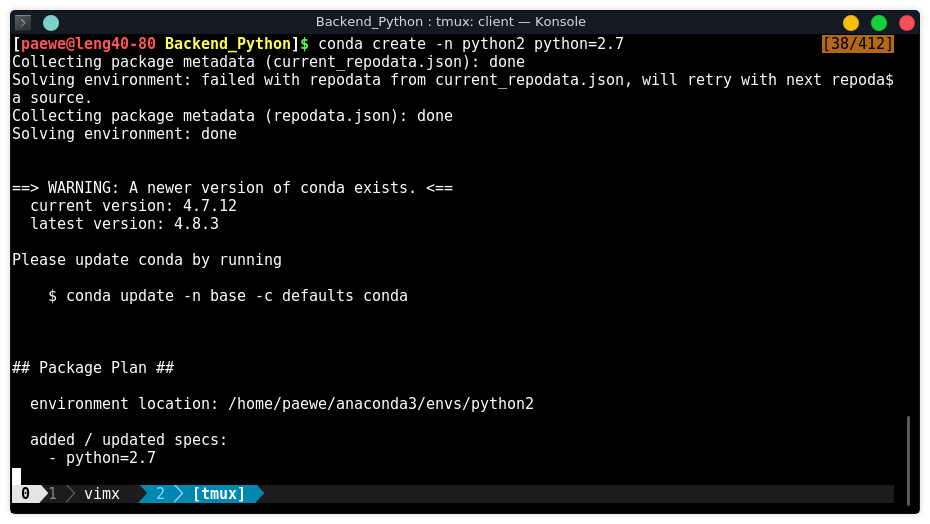 Backend_Python : tmux: client — Konsole
[paewe@leng40-80 Backend_Python]$ conda create -n python2 python=2.7 [38/412]
Collecting package metadata (current_repodata.json): done
Solving environment: failed with repodata from current_repodata.json, will retry with next repoda$
a source.
Collecting package metadata (repodata.json): done
Solving environment: done
==> WARNING: A newer version of conda exists. <==
current version: 4.7.12
latest version: 4.8.3
Please update conda by running
$ conda update -n base -c defaults conda
## Package Plan ##
environment location: /home/paewe/anaconda3/envs/python2
added / updated specs:
- python=2.7
0 1 vimx 2 [tmux]